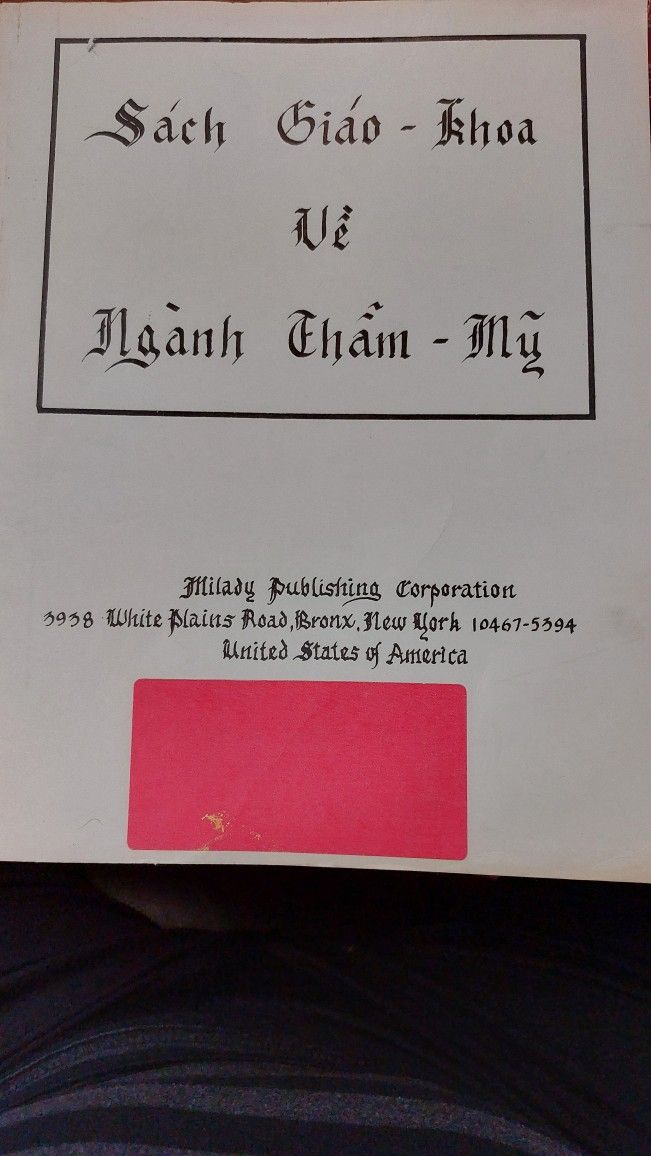 Sách Giáo - Khoa
Về
Ngành Thẩm - Mỹ
Milady Publishing Corporation
3938 White Plains Road, Bronx, New York 10467-5394
United States of America